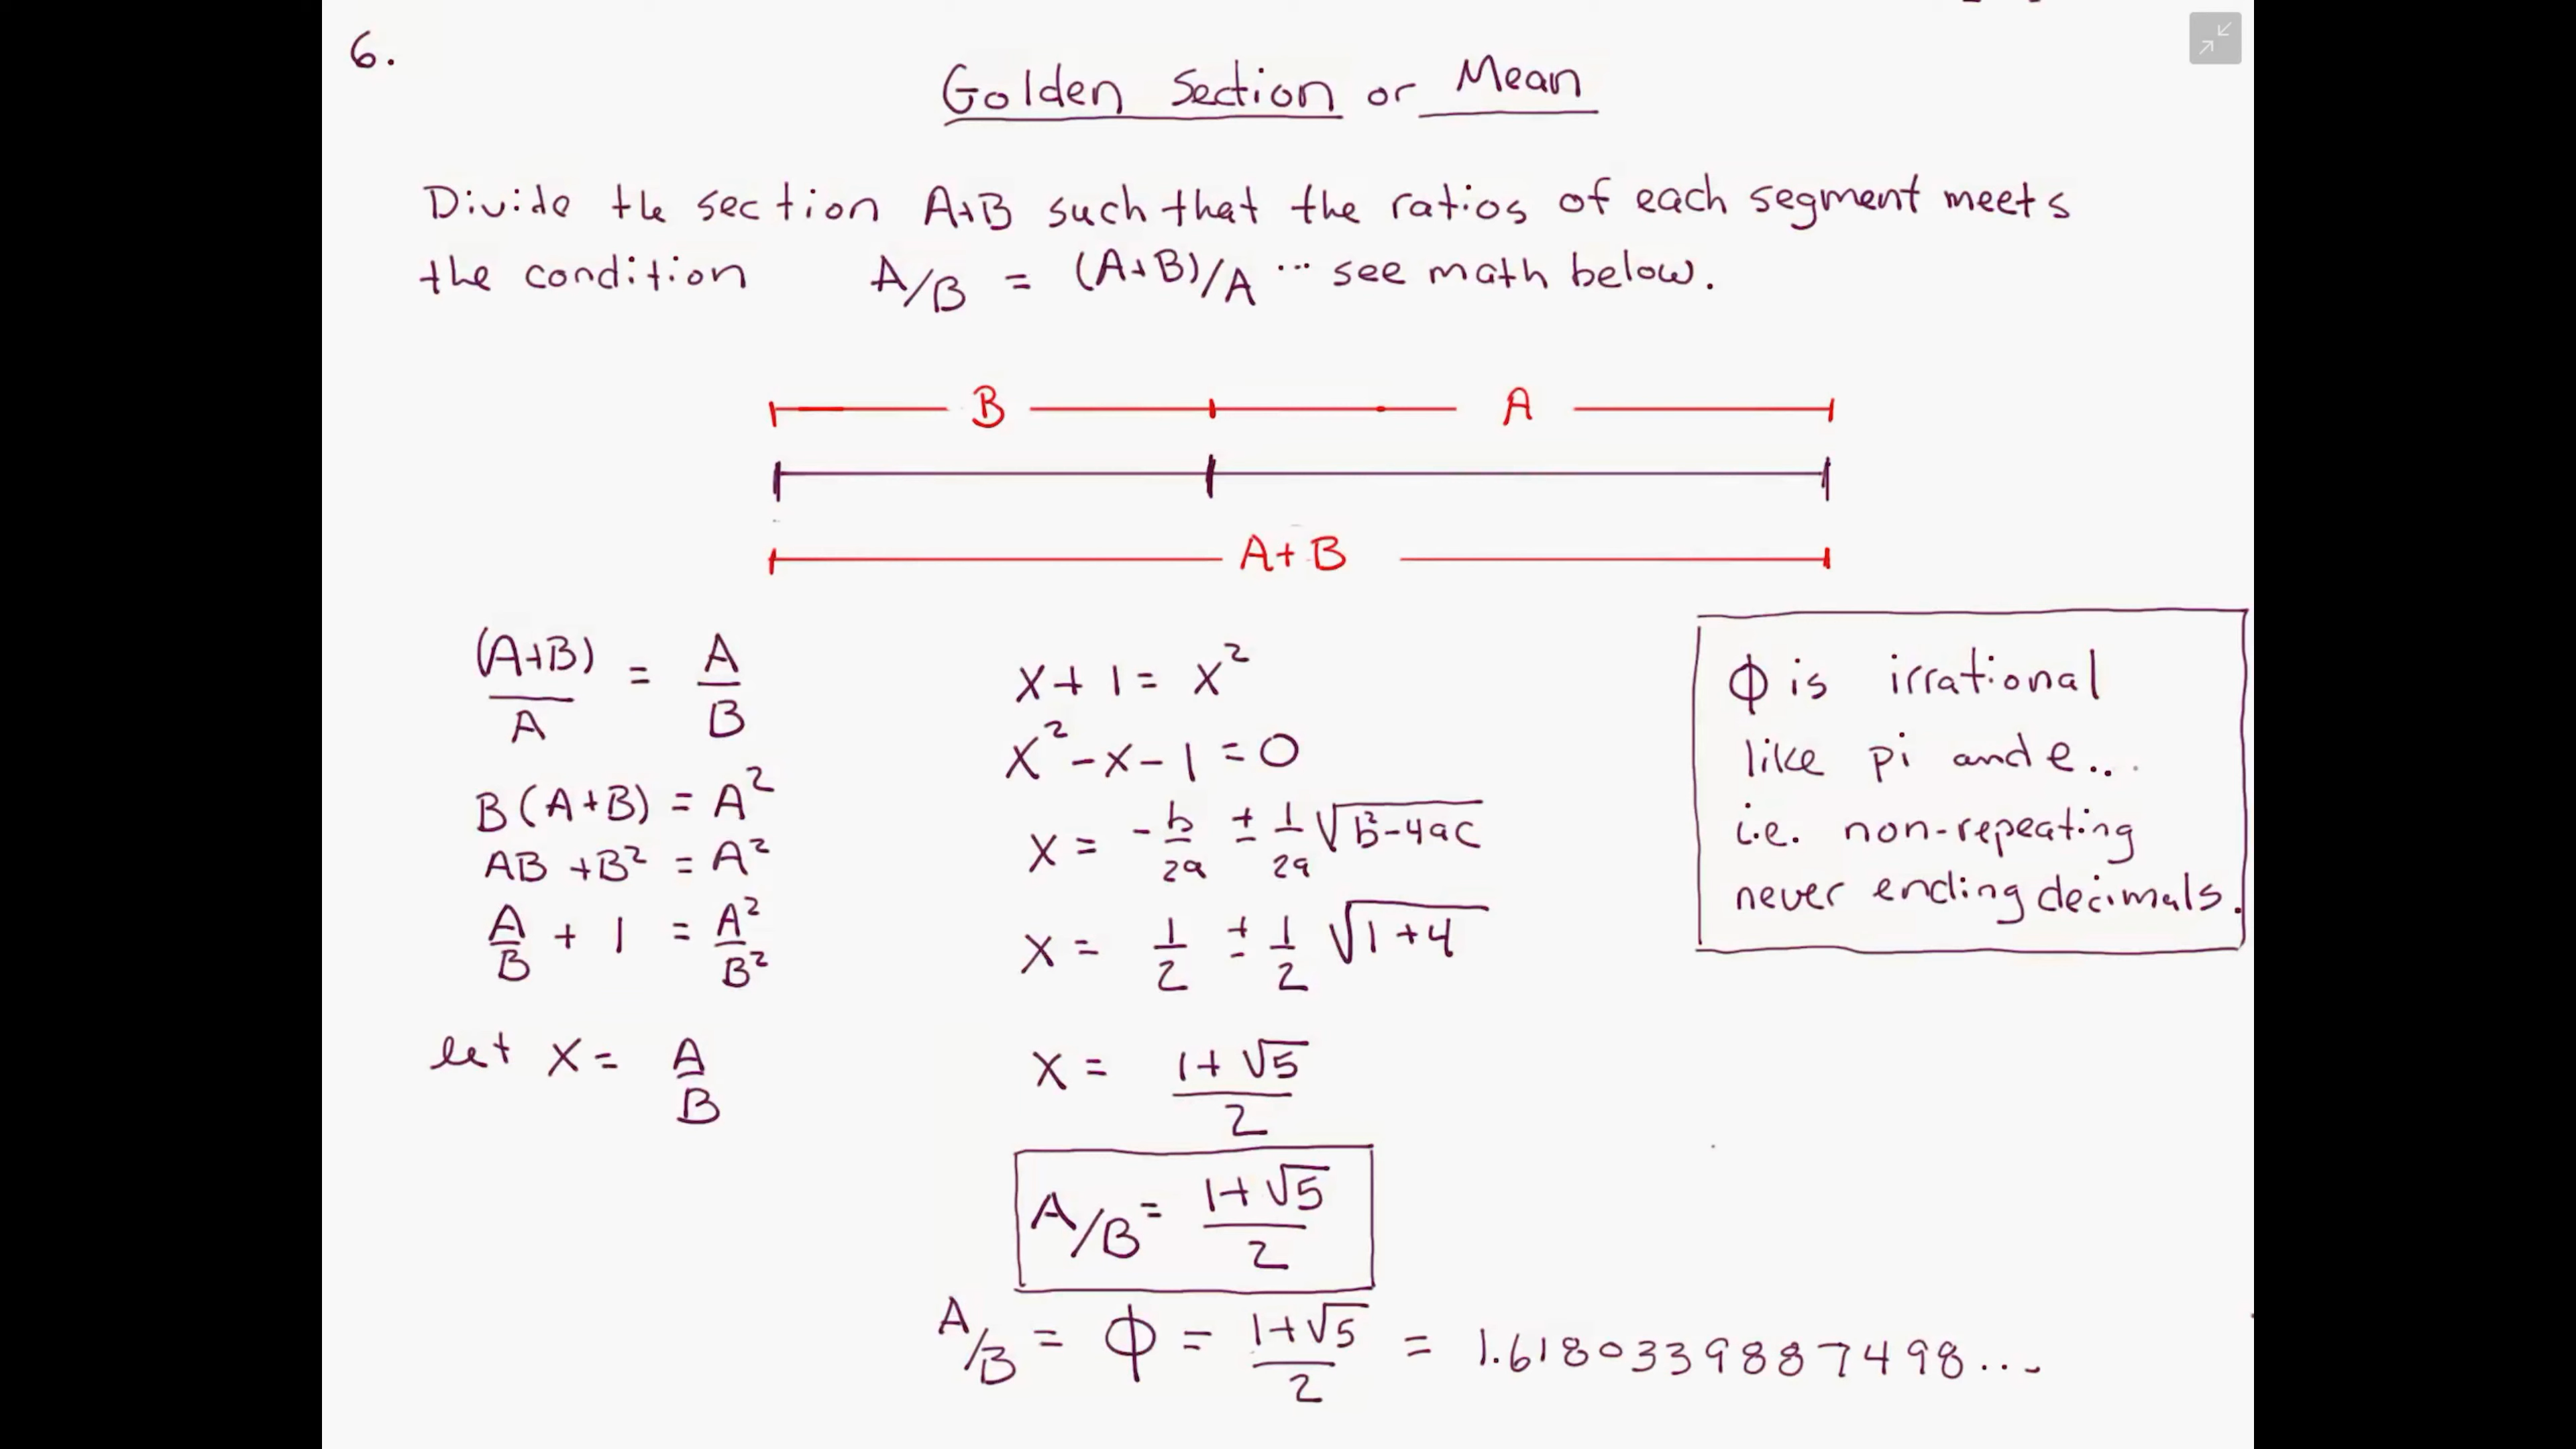 6.
Golden Section or Mean
Divide the section A+B such that the ratios of each segment meets
the condition A/B = (A+B)/A ... see math below.
B A
A+B
(A+B)/A = A/B
B(A+B) = A²
AB + B² = A²
A/B + 1 = A²/B²
let x = A/B
x + 1 = x²
x² - x - 1 = 0
x = -b/2a ± 1/2a √(b²-4ac)
x = 1/2 ± 1/2 √(1+4)
x = (1+√5)/2
A/B = (1+√5)/2
A/B = ϕ = (1+√5)/2 = 1.6180339887498...
ϕ is irrational
like pi and e...
i.e. non-repeating
never ending decimals.